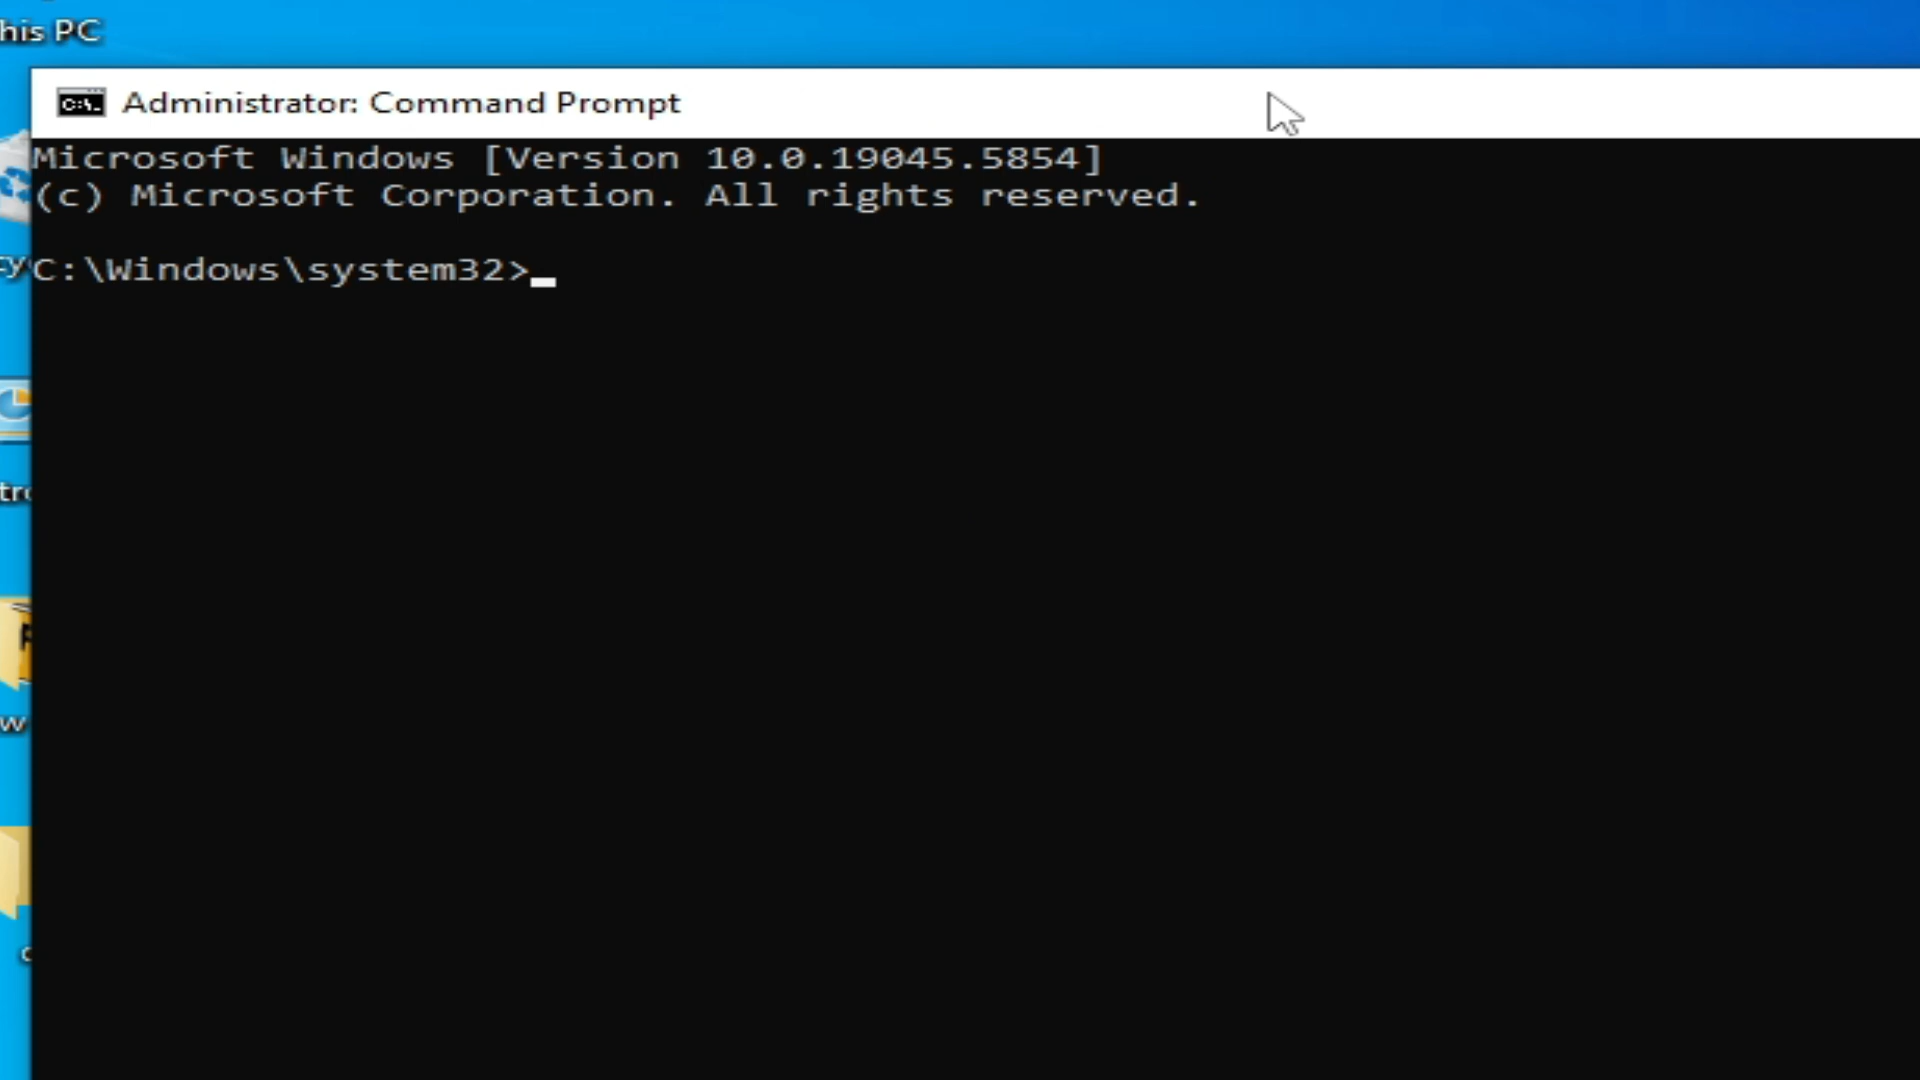 his PC
Administrator: Command Prompt
Microsoft Windows [Version 10.0.19045.5854]
(c) Microsoft Corporation. All rights reserved.
C:\Windows\system32>